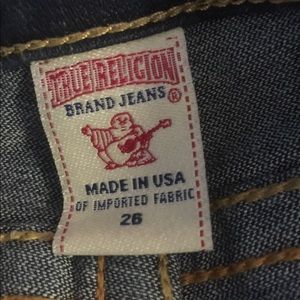 TRUE RELIGION
BRAND JEANS ®
MADE IN USA
OF IMPORTED FABRIC
26